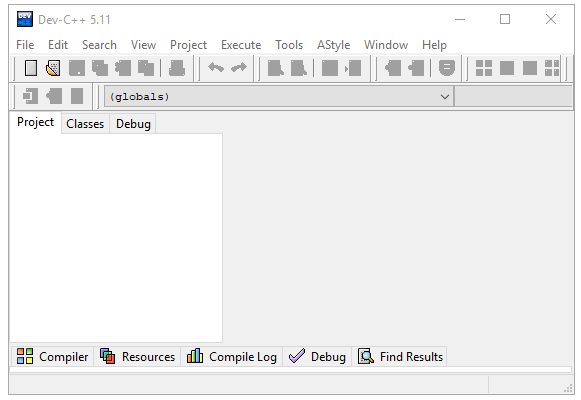 DEV Dev-C++ 5.11
File Edit Search View Project Execute Tools AStyle Window Help
(globals)
Project Classes Debug
Compiler Resources Compile Log Debug Find Results